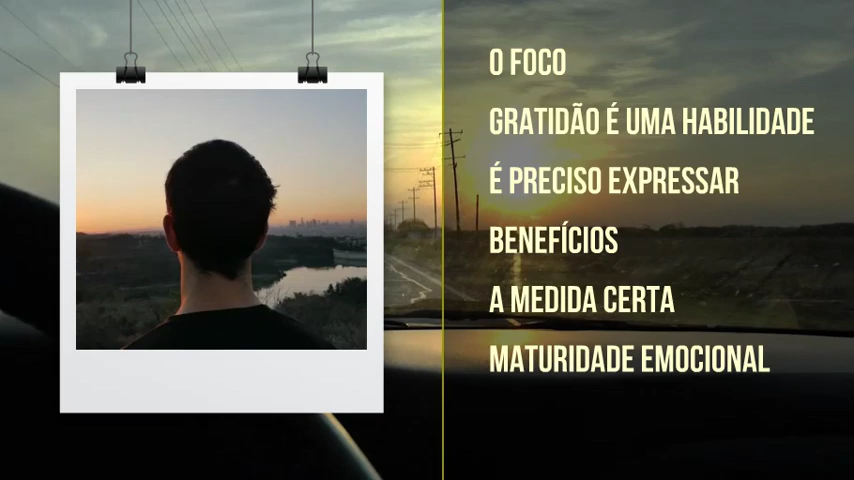 O FOCO
GRATIDÃO É UMA HABILIDADE
É PRECISO EXPRESSAR
BENEFÍCIOS
A MEDIDA CERTA
MATURIDADE EMOCIONAL